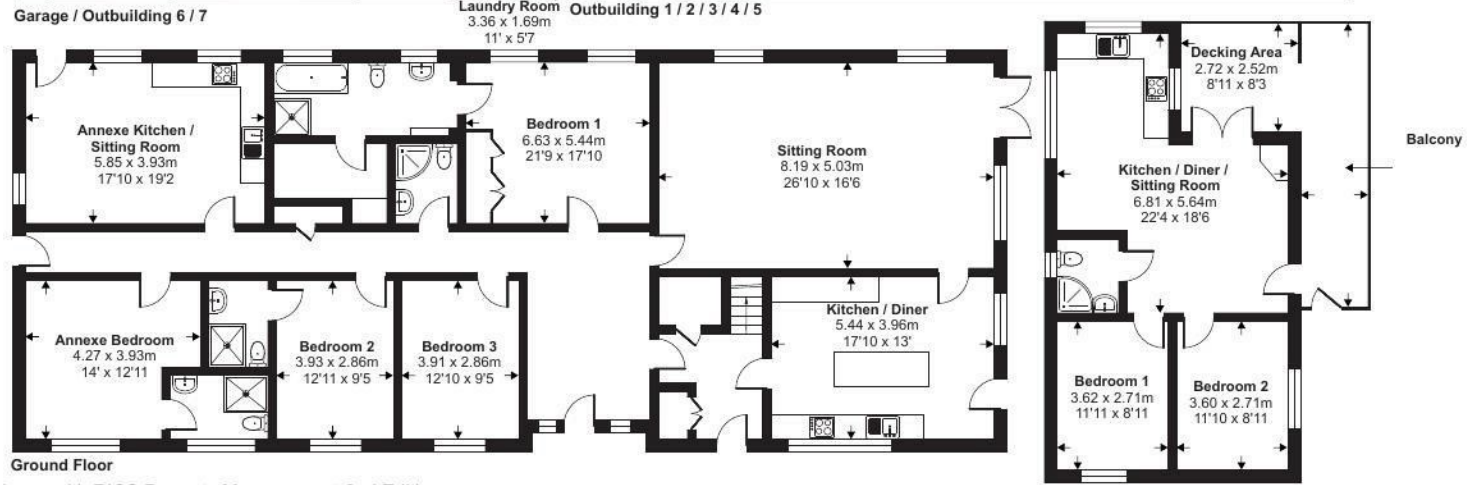 Garage / Outbuilding 6 / 7
Laundry Room
3.36 x 1.69m
11' x 5'7
Outbuilding 1 / 2 / 3 / 4 / 5
Annexe Kitchen /
Sitting Room
5.85 x 3.93m
17'10 x 19'2
Bedroom 1
6.63 x 5.44m
21'9 x 17'10
Sitting Room
8.19 x 5.03m
26'10 x 16'6
Decking Area
2.72 x 2.52m
8'11 x 8'3
Balcony
Kitchen / Diner /
Sitting Room
6.81 x 5.64m
22'4 x 18'6
Annexe Bedroom
4.27 x 3.93m
14' x 12'11
Bedroom 2
3.93 x 2.86m
12'11 x 9'5
Bedroom 3
3.91 x 2.86m
12'10 x 9'5
Kitchen / Diner
5.44 x 3.96m
17'10 x 13'
Bedroom 1
3.62 x 2.71m
11'11 x 8'11
Bedroom 2
3.60 x 2.71m
11'10 x 8'11
Ground Floor